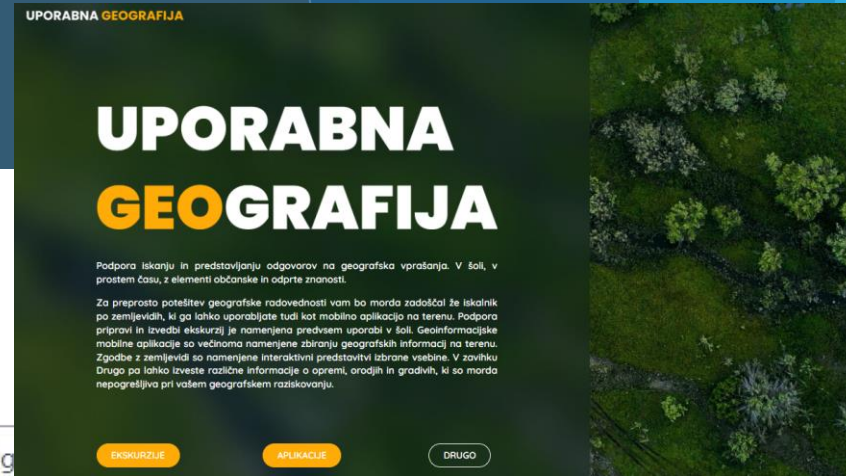 UPORABNA GEOGRAFIJA
UPORABNA
GEOGRAFIJA
Podpora iskanju in predstavljanju odgovorov na geografska vprašanja. V šoli, v
prostem času, z elementi občanske in odprte znanosti.
Za preprosto potešitev geografske radovednosti vam bo morda zadoščal že iskalnik
po zemljevidih, ki ga lahko uporabljate tudi kot mobilno aplikacijo na terenu. Podpora
pripravi in izvedbi ekskurzij je namenjena predvsem uporabi v šoli. Geoinformacijske
mobilne aplikacije so večinoma namenjene zbiranju geografskih informacij na terenu.
Zgodbe z zemljevidi so namenjene interaktivni predstavitvi izbrane vsebine. V zavihku
Drugo pa lahko izveste različne informacije o opremi, orodjih in gradivih, ki so morda
nepogrešljiva pri vašem geografskem raziskovanju.
EKSKURZIJE APLIKACIJE DRUGO